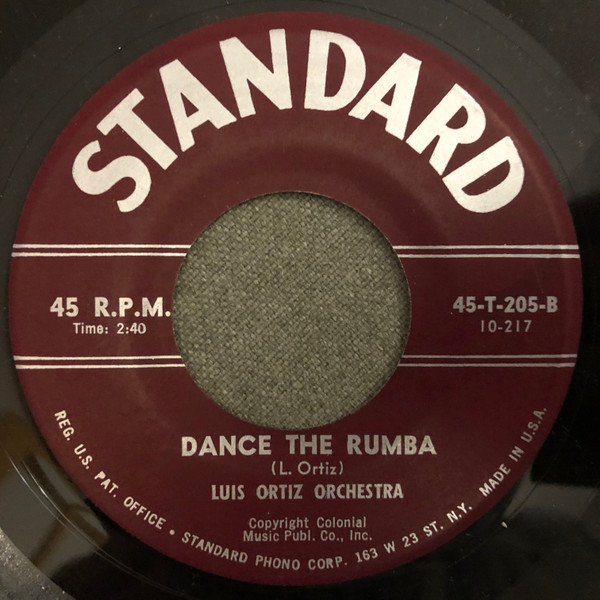 STANDARD
45 R.P.M.
Time: 2:40
45-T-205-B
10-217
DANCE THE RUMBA
(L. Ortiz)
LUIS ORTIZ ORCHESTRA
Copyright Colonial
Music Publ. Co., Inc.
REG. U.S. PAT. OFFICE • STANDARD PHONO CORP. 163 W 23 ST. N.Y. MADE IN U.S.A.